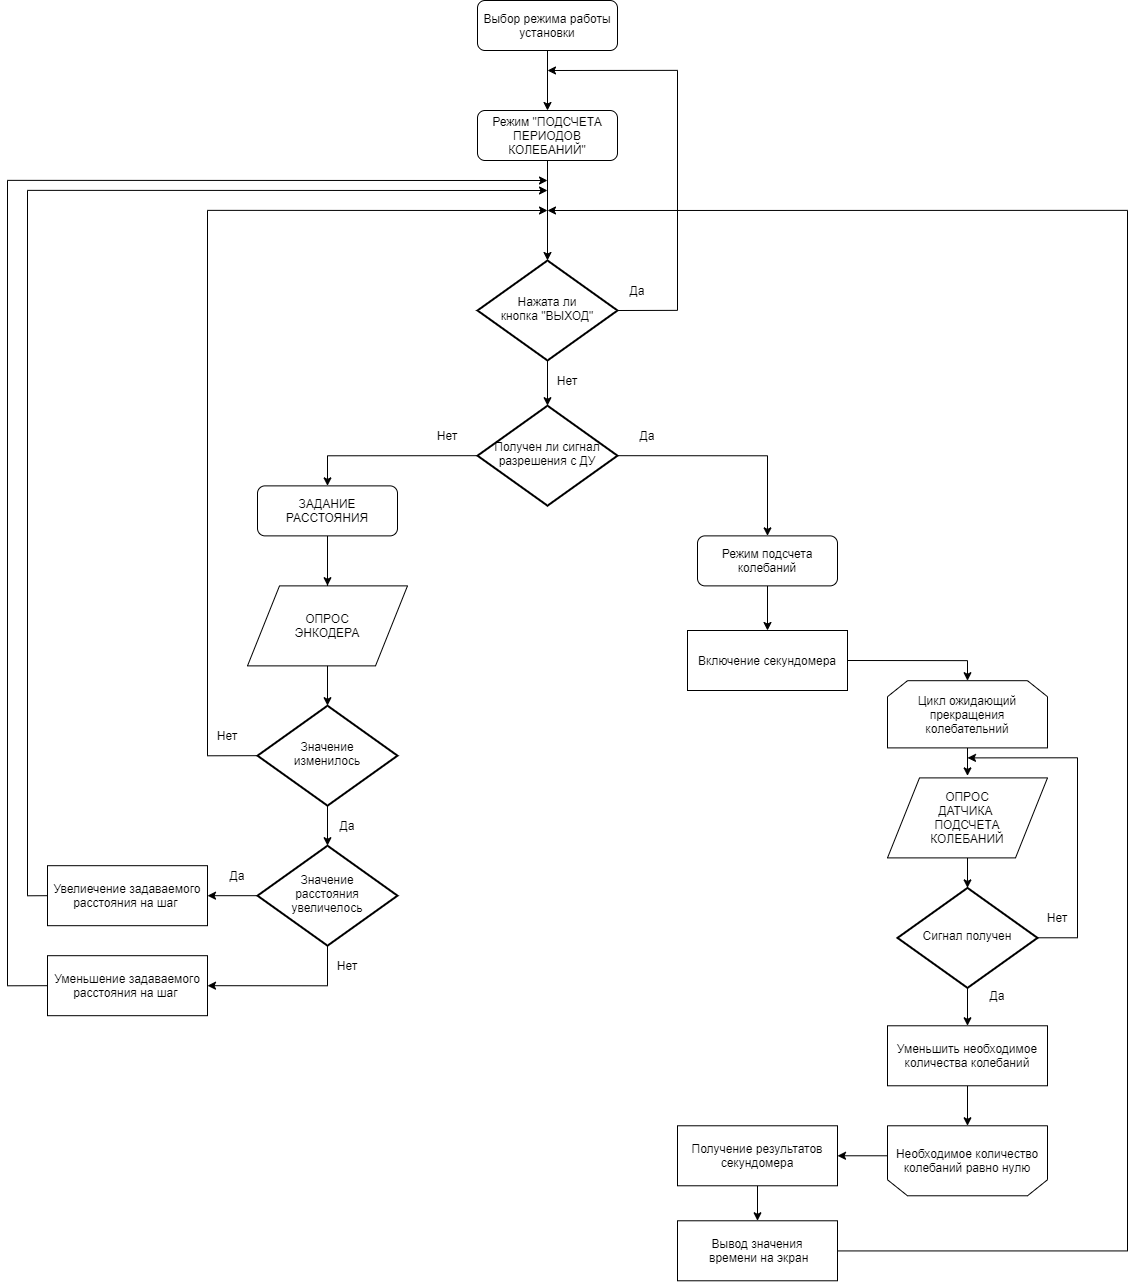 Выбор режима работы
установки
Режим "ПОДСЧЕТА
ПЕРИОДОВ
КОЛЕБАНИЙ"
Нажата ли
кнопка "ВЫХОД"
Да
Нет
Получен ли сигнал
разрешения с ДУ
Нет
Да
ЗАДАНИЕ
РАССТОЯНИЯ
ОПРОС
ЭНКОДЕРА
Значение
изменилось
Нет
Да
Значение
расстояния
увеличелось
Да
Нет
Увелиечение задаваемого
расстояния на шаг
Уменьшение задаваемого
расстояния на шаг
Режим подсчета
колебаний
Включение секундомера
Цикл ожидающий
прекращения
колебательний
ОПРОС
ДАТЧИКА
ПОДСЧЕТА
КОЛЕБАНИЙ
Сигнал получен
Нет
Да
Уменьшить необходимое
количества колебаний
Необходимое количество
колебаний равно нулю
Получение результатов
секундомера
Вывод значения
времени на экран